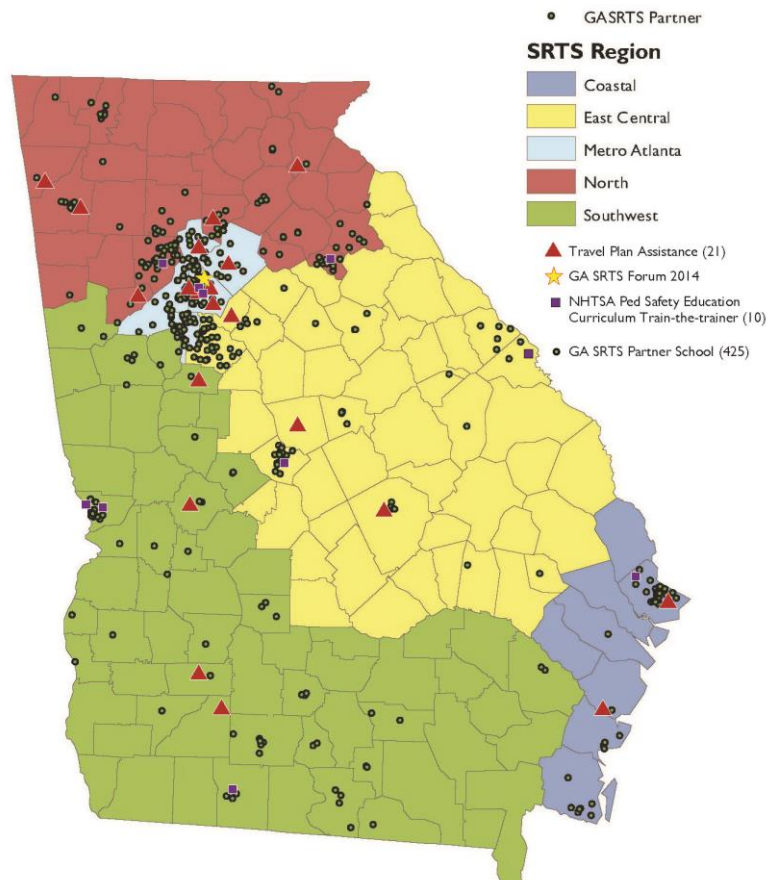 GASRTS Partner
SRTS Region
Coastal
East Central
Metro Atlanta
North
Southwest
Travel Plan Assistance (21)
GA SRTS Forum 2014
NHTSA Ped Safety Education
Curriculum Train-the-trainer (10)
GA SRTS Partner School (425)